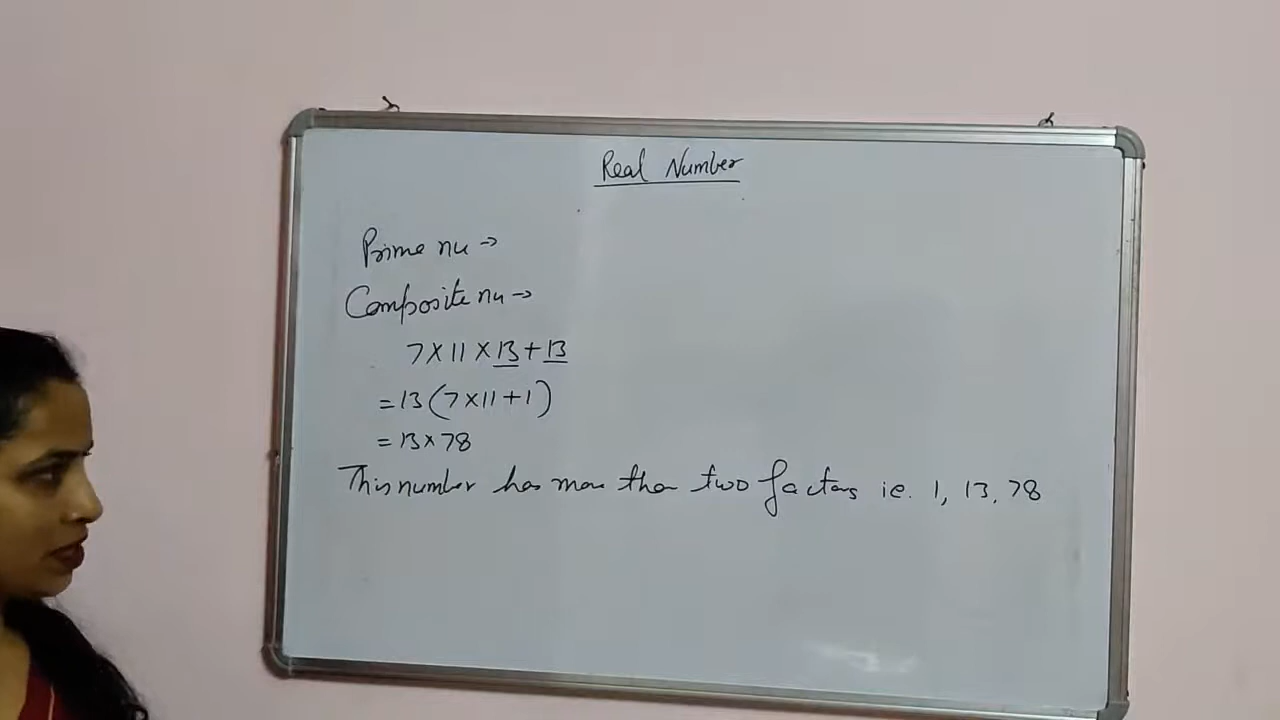 Real Number
Prime nu →
Composite nu →
7 × 11 × 13 + 13
= 13 (7 × 11 + 1)
= 13 × 78
This number has more than two factors ie. 1, 13, 78